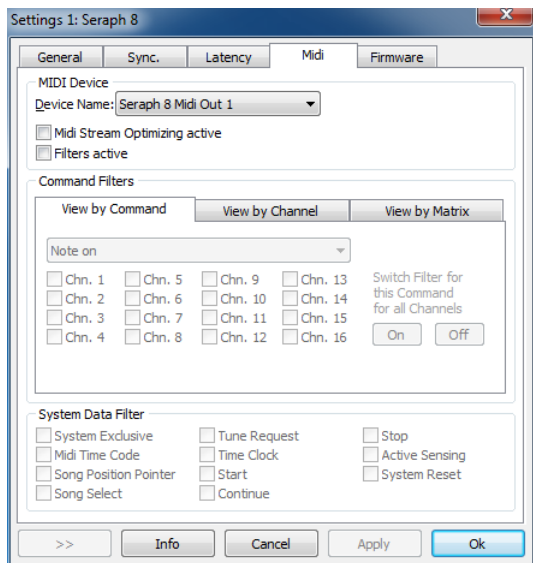 Settings 1: Seraph 8
General Sync. Latency Midi Firmware
MIDI Device
Device Name: Seraph 8 Midi Out 1
Midi Stream Optimizing active
Filters active
Command Filters
View by Command View by Channel View by Matrix
Note on
Chn. 1 Chn. 5 Chn. 9 Chn. 13 Switch Filter for
Chn. 2 Chn. 6 Chn. 10 Chn. 14 this Command
Chn. 3 Chn. 7 Chn. 11 Chn. 15 for all Channels
Chn. 4 Chn. 8 Chn. 12 Chn. 16 On Off
System Data Filter
System Exclusive Tune Request Stop
Midi Time Code Time Clock Active Sensing
Song Position Pointer Start System Reset
Song Select Continue
>> Info Cancel Apply Ok